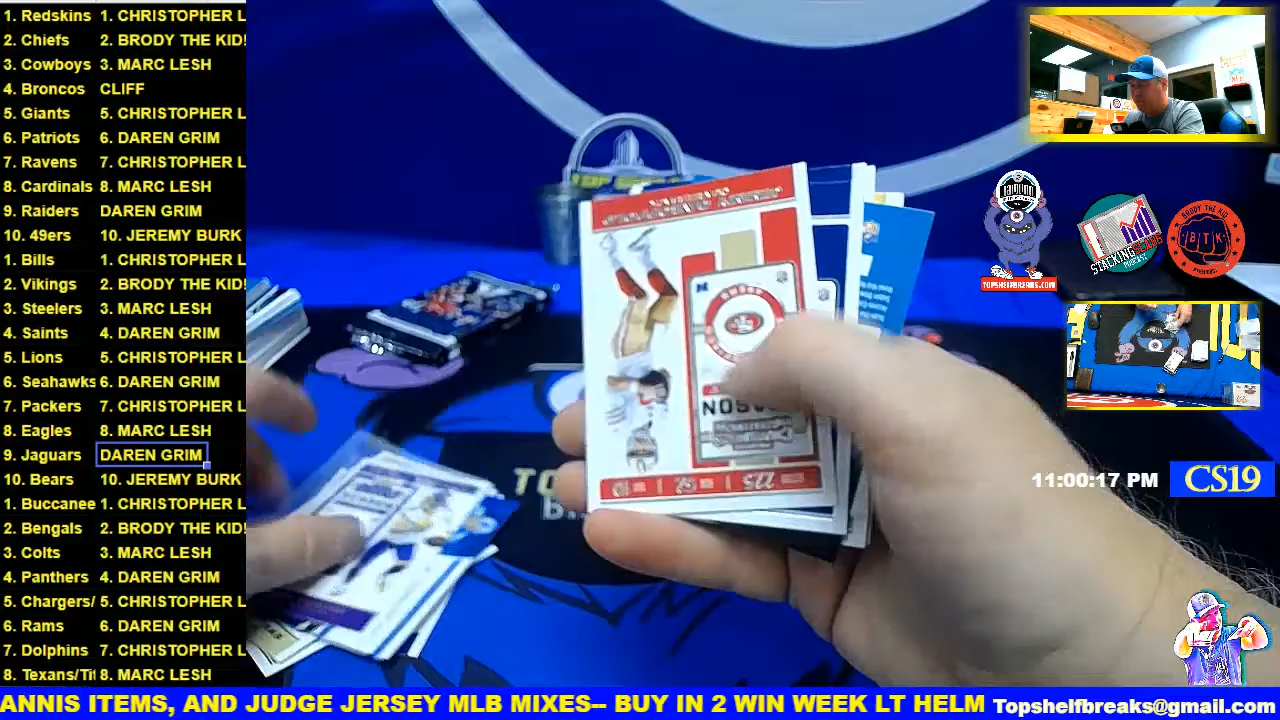 1. Redskins 1. CHRISTOPHER L
2. Chiefs 2. BRODY THE KID!
3. Cowboys 3. MARC LESH
4. Broncos CLIFF
5. Giants 5. CHRISTOPHER L
6. Patriots 6. DAREN GRIM
7. Ravens 7. CHRISTOPHER L
8. Cardinals 8. MARC LESH
9. Raiders DAREN GRIM
10. 49ers 10. JEREMY BURK
1. Bills 1. CHRISTOPHER L
2. Vikings 2. BRODY THE KID!
3. Steelers 3. MARC LESH
4. Saints 4. DAREN GRIM
5. Lions 5. CHRISTOPHER L
6. Seahawks 6. DAREN GRIM
7. Packers 7. CHRISTOPHER L
8. Eagles 8. MARC LESH
9. Jaguars DAREN GRIM
10. Bears 10. JEREMY BURK
1. Buccanee 1. CHRISTOPHER L
2. Bengals 2. BRODY THE KID!
3. Colts 3. MARC LESH
4. Panthers 4. DAREN GRIM
5. Chargers/ 5. CHRISTOPHER L
6. Rams 6. DAREN GRIM
7. Dolphins 7. CHRISTOPHER L
8. Texans/Tit 8. MARC LESH
225
TOPSHELFBREAKS.COM
STACKING SLABS
PODCAST
BRODY THE KID
BTK
11:00:17 PM
CS19
ANNIS ITEMS, AND JUDGE JERSEY MLB MIXES-- BUY IN 2 WIN WEEK LT HELM
Topshelfbreaks@gmail.com